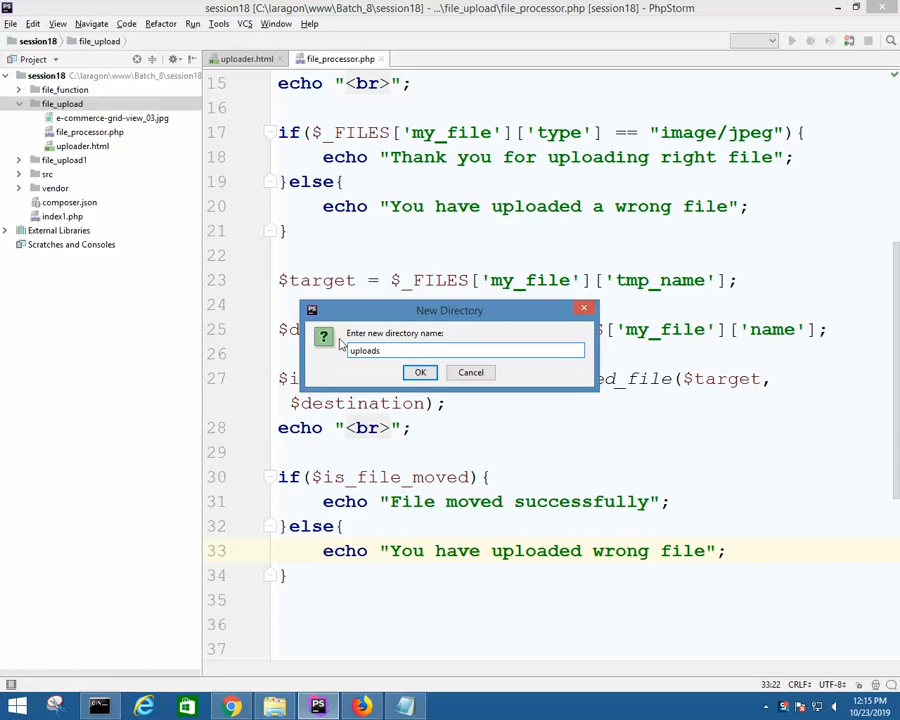 session18 [C:\laragon\www\Batch_8\session18] - ...\file_upload\file_processor.php [session18] - PhpStorm
File Edit View Navigate Code Refactor Run Tools VCS Window Help
session18 file_upload
Project
uploader.html file_processor.php
session18 C:\laragon\www\Batch_8\session18
file_function
file_upload
e-commerce-grid-view_03.jpg
file_processor.php
uploader.html
file_upload1
src
vendor
composer.json
index1.php
External Libraries
Scratches and Consoles
15 echo "<br>";
16
17 if($_FILES['my_file']['type'] == "image/jpeg"){
18 echo "Thank you for uploading right file";
19 }else{
20 echo "You have uploaded a wrong file";
21 }
22
23 $target = $_FILES['my_file']['tmp_name'];
24
25 $d S['my_file']['name'];
26
27 $i ed_file($target,
$destination);
28 echo "<br>";
29
30 if($is_file_moved){
31 echo "File moved successfully";
32 }else{
33 echo "You have uploaded wrong file";
34 }
35
36
37
New Directory
Enter new directory name:
uploads
OK Cancel
33:22 CRLF UTF-8
12:15 PM
10/23/2019